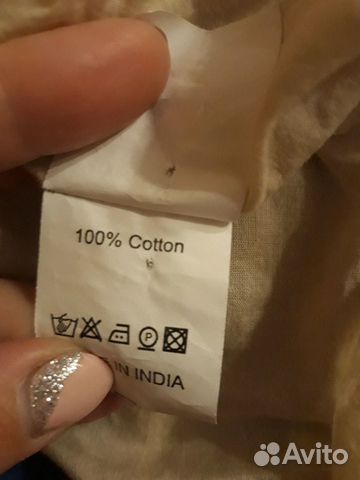 100% Cotton
P
IN INDIA
Avito